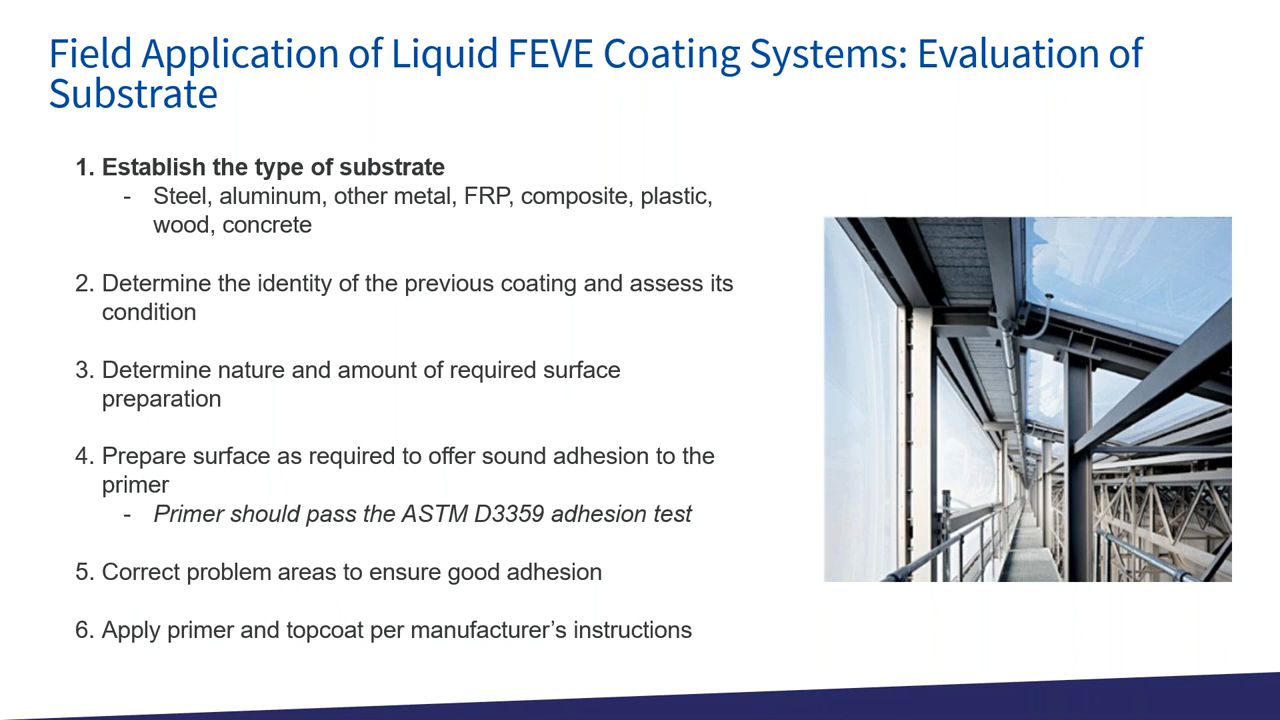 Field Application of Liquid FEVE Coating Systems: Evaluation of
Substrate
1. Establish the type of substrate
- Steel, aluminum, other metal, FRP, composite, plastic,
wood, concrete
2. Determine the identity of the previous coating and assess its
condition
3. Determine nature and amount of required surface
preparation
4. Prepare surface as required to offer sound adhesion to the
primer
- Primer should pass the ASTM D3359 adhesion test
5. Correct problem areas to ensure good adhesion
6. Apply primer and topcoat per manufacturer’s instructions